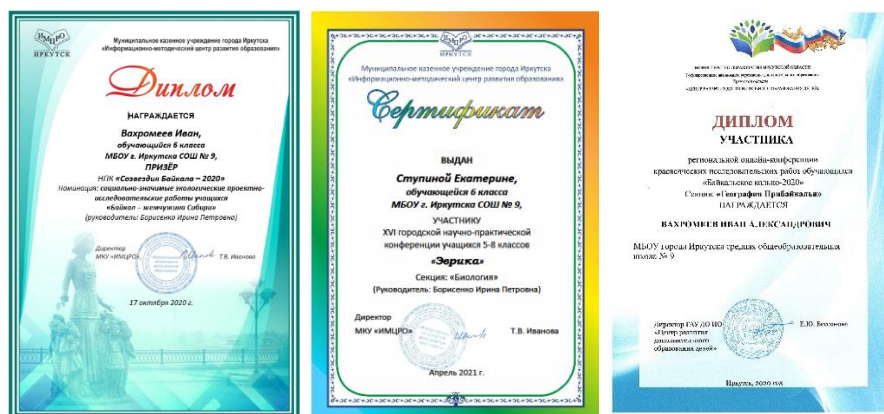 ИМЦРО
ИРКУТСК
Муниципальное казенное учреждение города Иркутска
«Информационно-методический центр развития образования»
Диплом
НАГРАЖДАЕТСЯ
Вахромеев Иван,
обучающийся 6 класса
МБОУ г. Иркутска СОШ № 9,
ПРИЗЁР
НПК «Созвездия Байкала – 2020»
Номинация: социально-значимые экологические проектно-
исследовательские работы учащихся
«Байкал – жемчужина Сибири»
(руководитель: Борисенко Ирина Петровна)
Директор
МКУ «ИМЦРО»
Т.В. Иванова
17 октября 2020 г.
ИМЦРО
ИРКУТСК
Муниципальное казенное учреждение города Иркутска
«Информационно-методический центр развития образования»
Сертификат
ВЫДАН
Ступиной Екатерине,
обучающейся 6 класса
МБОУ г. Иркутска СОШ № 9,
УЧАСТНИКУ
XVI городской научно-практической
конференции учащихся 5-8 классов
«Эврика»
Секция: «Биология»
(Руководитель: Борисенко Ирина Петровна)
Директор
МКУ «ИМЦРО»
Т.В. Иванова
Апрель 2021 г.
ДИПЛОМ
УЧАСТНИКА
региональной онлайн-конференции
краеведческих исследовательских работ обучающихся
«Байкальское кольцо-2020»
Секция: «География Прибайкалья»
НАГРАЖДАЕТСЯ
ВАХРОМЕЕВ ИВАН АЛЕКСАНДРОВИЧ
МБОУ города Иркутска средняя общеобразовательная
школа № 9
Директор ГАУ ДО ИО
«Центр развития
дополнительного
образования детей»
Иркутск, 2020 год